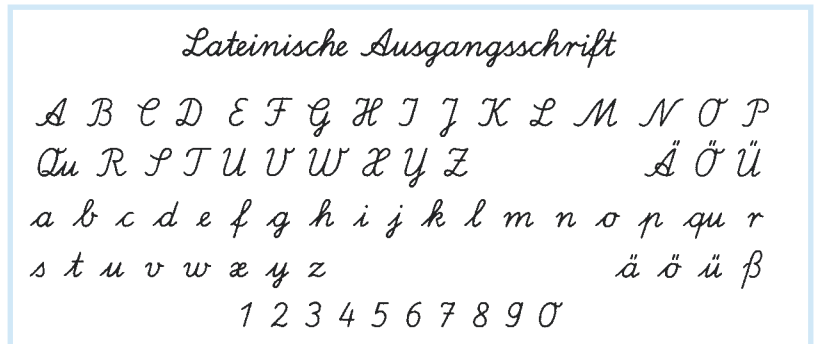 Lateinische Ausgangsschrift
A B C D E F G H I J K L M N O P
Qu R S T U V W X Y Z Ä Ö Ü
a b c d e f g h i j k l m n o p qu r
s t u v w x y z ä ö ü ß
1 2 3 4 5 6 7 8 9 0